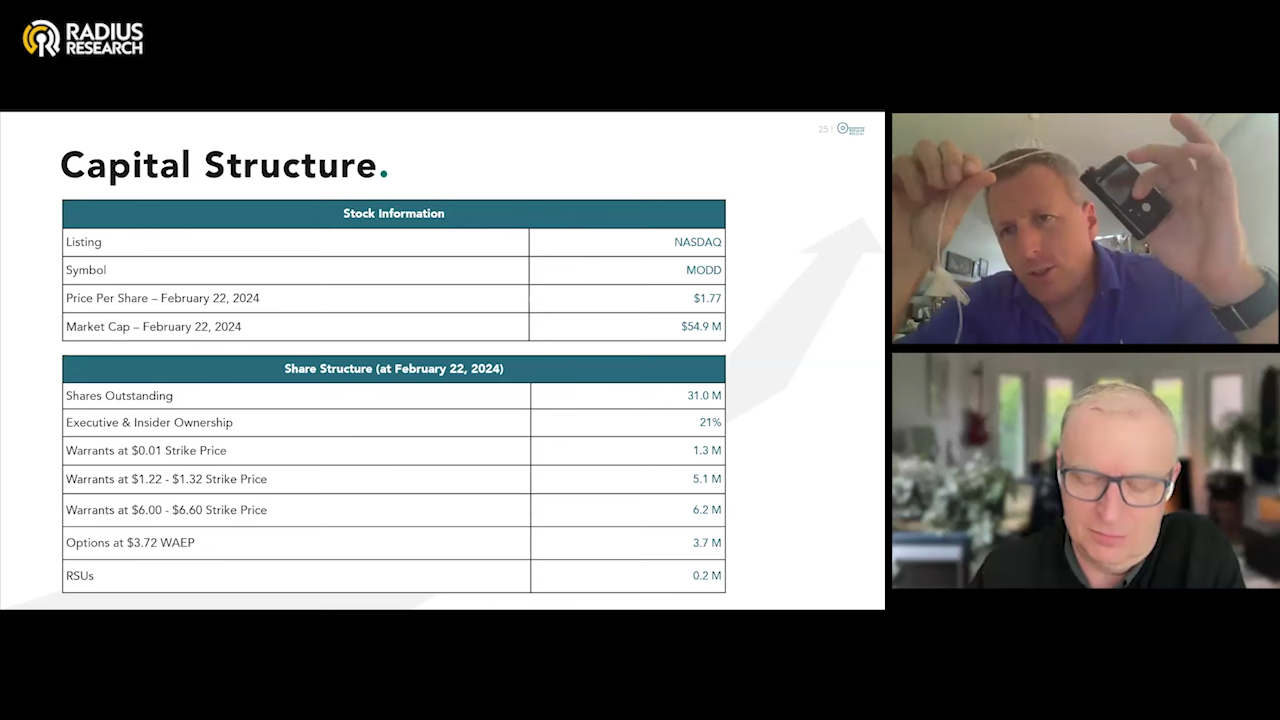 RADIUS
RESEARCH
25 |
Capital Structure.
Stock Information
Listing NASDAQ
Symbol MODD
Price Per Share – February 22, 2024 $1.77
Market Cap – February 22, 2024 $54.9 M
Share Structure (at February 22, 2024)
Shares Outstanding 31.0 M
Executive & Insider Ownership 21%
Warrants at $0.01 Strike Price 1.3 M
Warrants at $1.22 - $1.32 Strike Price 5.1 M
Warrants at $6.00 - $6.60 Strike Price 6.2 M
Options at $3.72 WAEP 3.7 M
RSUs 0.2 M